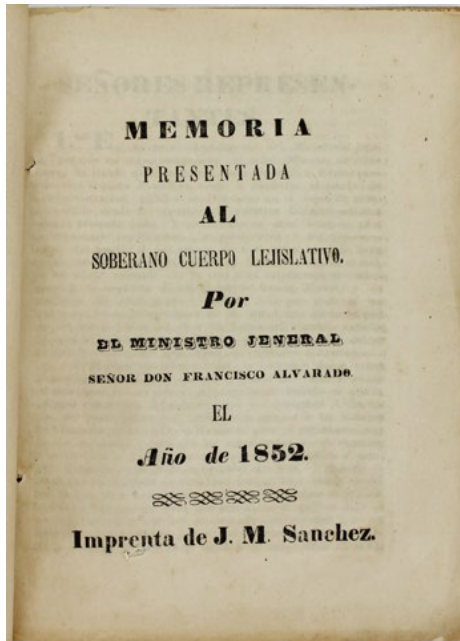 MEMORIA
PRESENTADA
AL
SOBERANO CUERPO LEJISLATIVO.
Por
EL MINISTRO JENERAL
SEÑOR DON FRANCISCO ALVARADO.
EL
Año de 1852.
Imprenta de J. M. Sanchez.